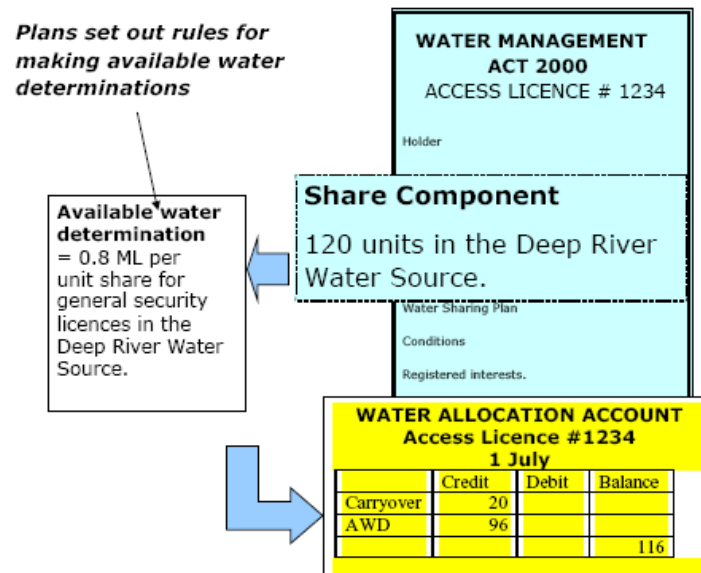 Plans set out rules for
making available water
determinations
WATER MANAGEMENT
ACT 2000
ACCESS LICENCE # 1234
Holder
Share Component
120 units in the Deep River
Water Source.
Available water
determination
= 0.8 ML per
unit share for
general security
licences in the
Deep River Water
Source.
Water Sharing Plan
Conditions
Registered interests.
WATER ALLOCATION ACCOUNT
Access Licence #1234
1 July
Credit Debit Balance
Carryover 20
AWD 96
116